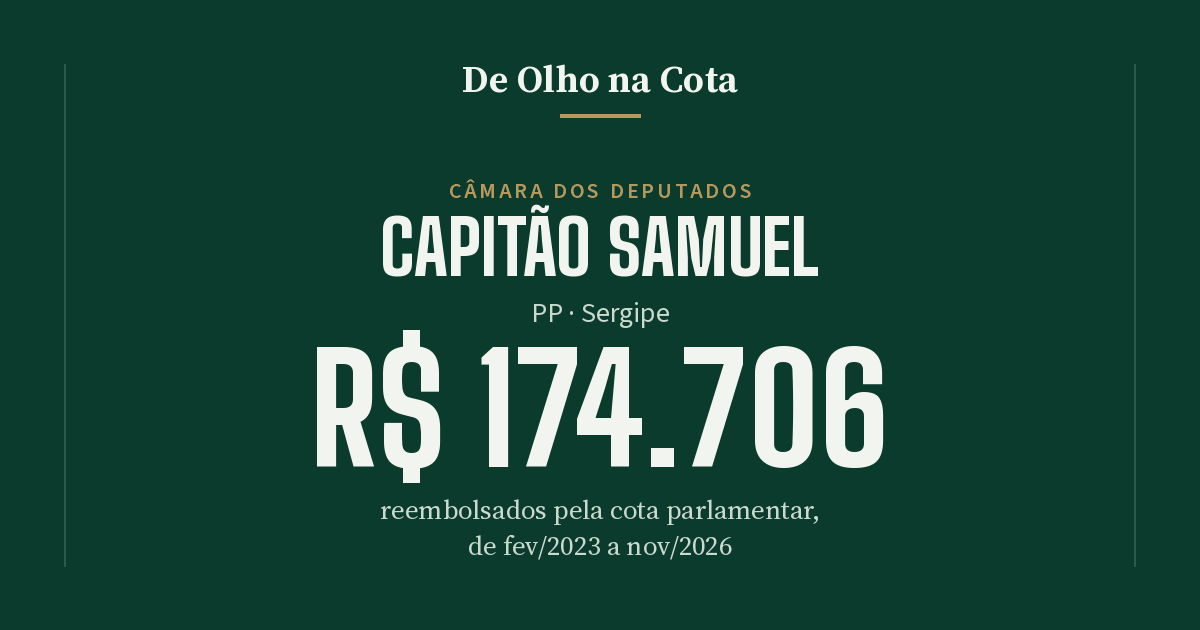 De Olho na Cota
CÂMARA DOS DEPUTADOS
CAPITÃO SAMUEL
PP · Sergipe
R$ 174.706
reembolsados pela cota parlamentar,
de fev/2023 a nov/2026